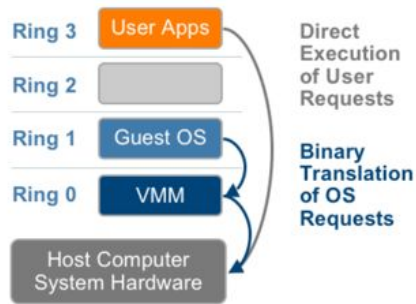 Ring 3
User Apps
Ring 2
Ring 1
Guest OS
Ring 0
VMM
Host Computer
System Hardware
Direct
Execution
of User
Requests
Binary
Translation
of OS
Requests